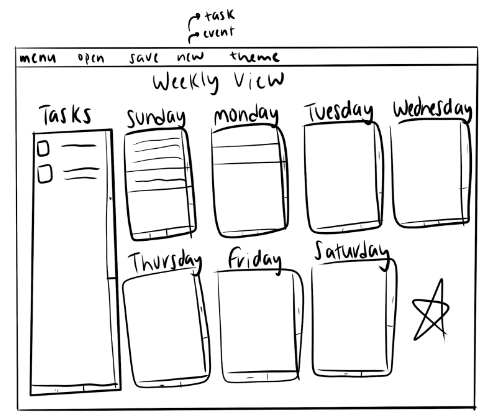 task
event
menu open save new theme
Weekly View
Tasks Sunday Monday Tuesday Wednesday
Thursday Friday Saturday